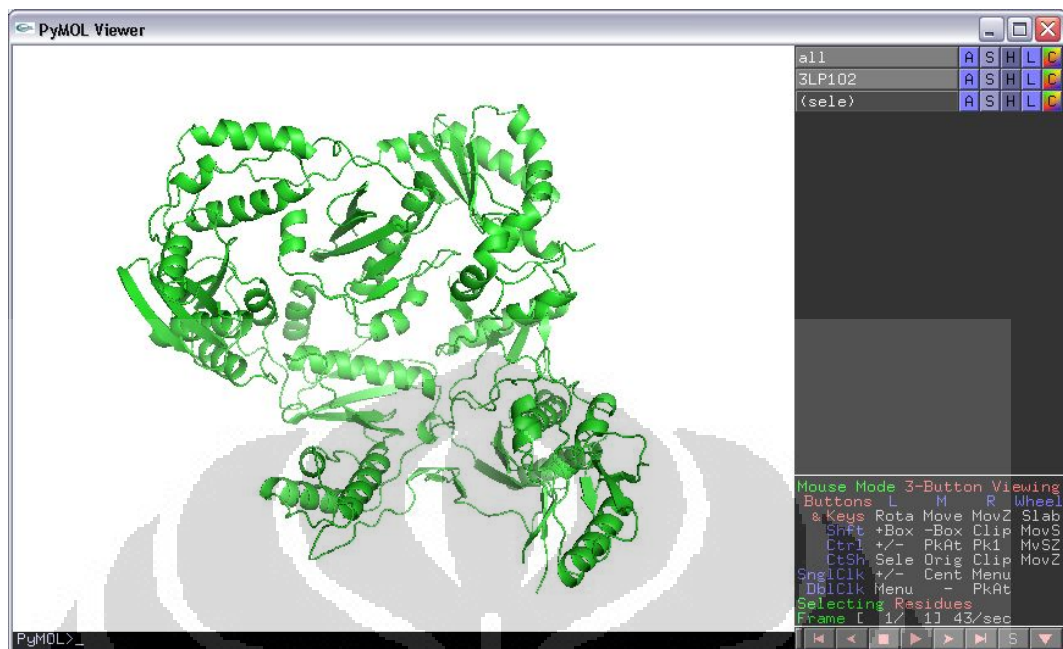 PyMOL Viewer
all A S H L C
3LP102 A S H L C
(sele) A S H L C
Mouse Mode 3-Button Viewing
Buttons L M R Wheel
& Keys Rota Move MovZ Slab
Shft +Box -Box Clip MovS
Ctrl +/- PkAt Pk1 MvSZ
CtSh Sele Orig Clip MovZ
SnglClk +/- Cent Menu
DblClk Menu - PkAt
Selecting Residues
Frame [ 1/ 1] 43/sec
PyMOL>_ S